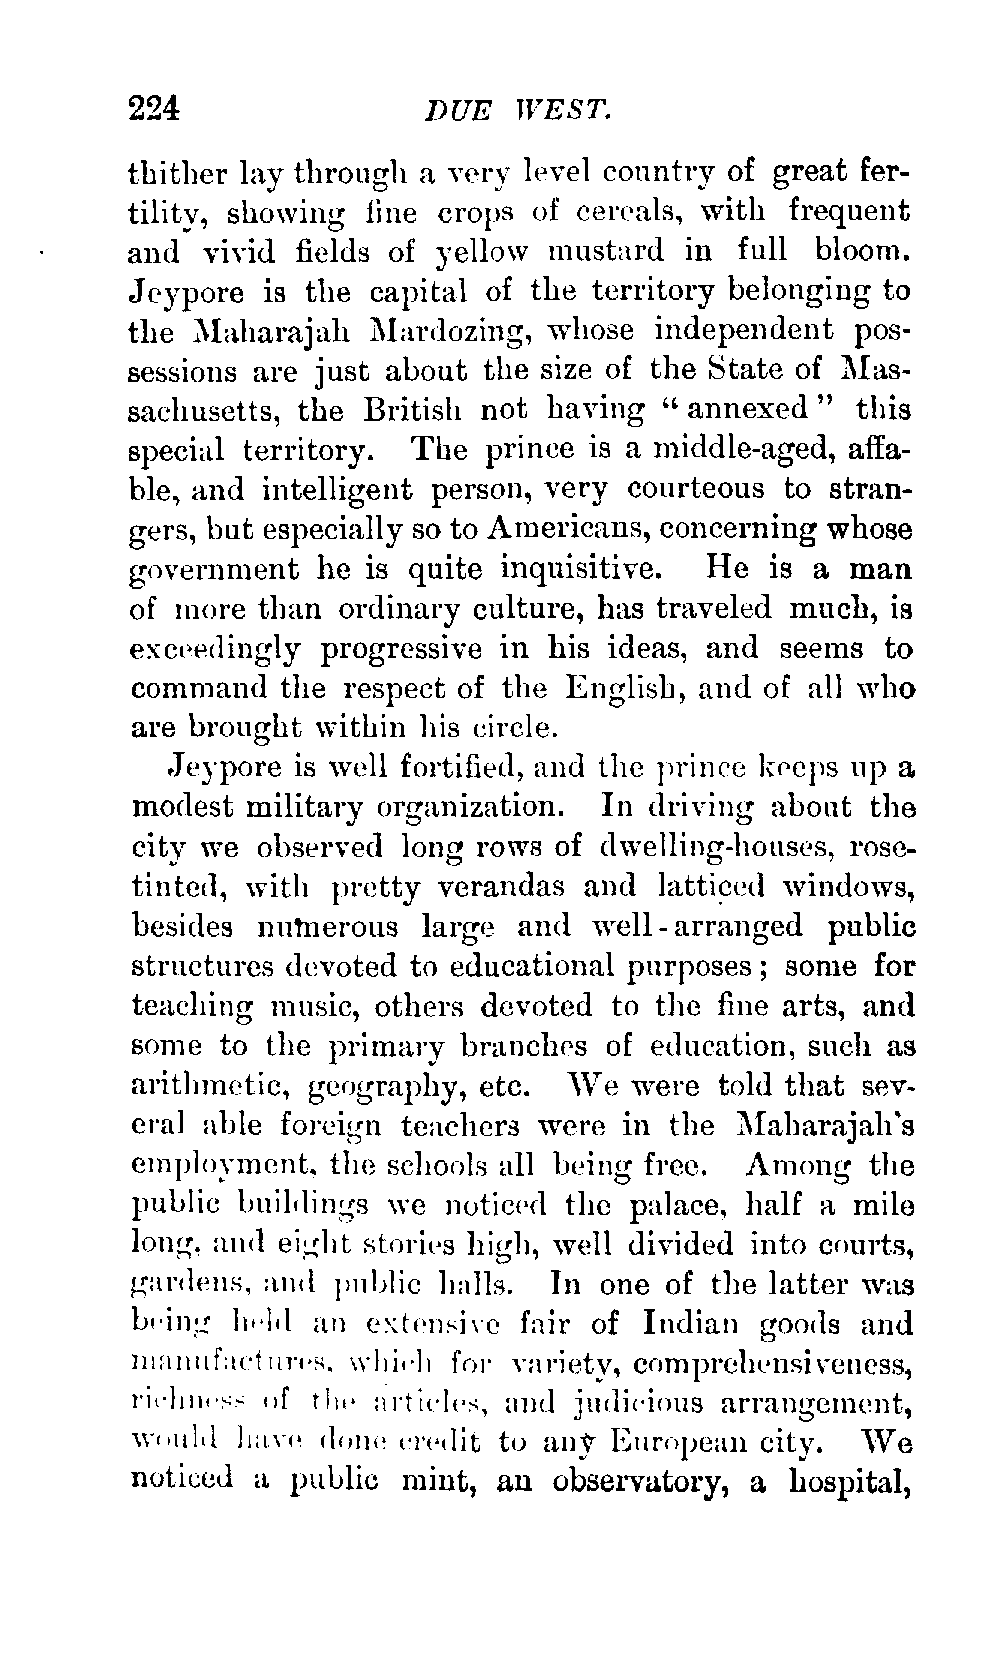 224 DUE WEST.
thither lay through a very level country of great fer-
tility, showing fine crops of cereals, with frequent
and vivid fields of yellow mustard in full bloom.
Jeypore is the capital of the territory belonging to
the Maharajah Mardozing, whose independent pos-
sessions are just about the size of the State of Mas-
sachusetts, the British not having “annexed” this
special territory. The prince is a middle-aged, affa-
ble, and intelligent person, very courteous to stran-
gers, but especially so to Americans, concerning whose
government he is quite inquisitive. He is a man
of more than ordinary culture, has traveled much, is
exceedingly progressive in his ideas, and seems to
command the respect of the English, and of all who
are brought within his circle.
Jeypore is well fortified, and the prince keeps up a
modest military organization. In driving about the
city we observed long rows of dwelling-houses, rose-
tinted, with pretty verandas and latticed windows,
besides numerous large and well-arranged public
structures devoted to educational purposes; some for
teaching music, others devoted to the fine arts, and
some to the primary branches of education, such as
arithmetic, geography, etc. We were told that sev-
eral able foreign teachers were in the Maharajah's
employment, the schools all being free. Among the
public buildings we noticed the palace, half a mile
long, and eight stories high, well divided into courts,
gardens, and public halls. In one of the latter was
being held an extensive fair of Indian goods and
manufactures, which for variety, comprehensiveness,
richness of the articles, and judicious arrangement,
would have done credit to any European city. We
noticed a public mint, an observatory, a hospital,